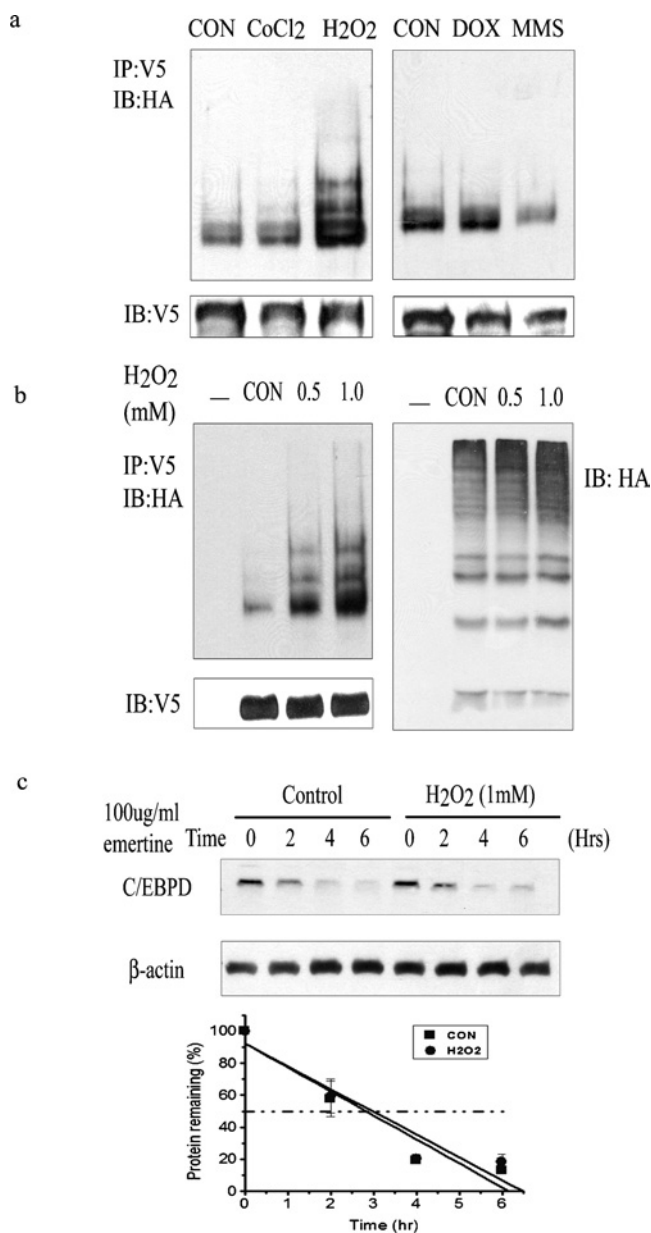 a
CON CoCl2 H2O2 CON DOX MMS
IP:V5
IB:HA
IB:V5
b
H2O2
(mM)
— CON 0.5 1.0 — CON 0.5 1.0
IP:V5
IB:HA
IB: HA
IB:V5
c
Control H2O2 (1mM)
100ug/ml
emertine Time 0 2 4 6 0 2 4 6 (Hrs)
C/EBPD
β-actin
Protein remaining (%)
100
80
60
40
20
0
CON
H2O2
0 1 2 3 4 5 6
Time (hr)